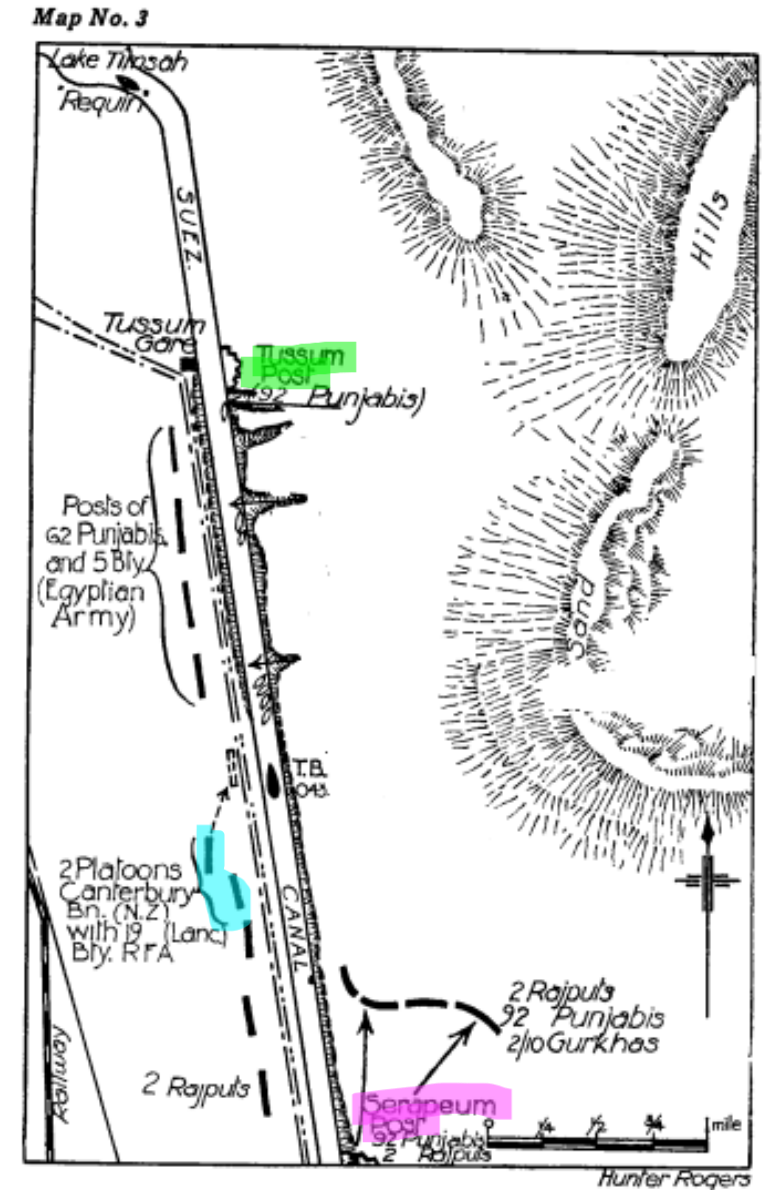 Map No. 3
Lake Timsah
Requin
SUEZ.
Hills
Tussum
Gare
Tussum
Post
(92 Punjabis)
Posts of
62 Punjabis
and 5 Bty
(Egyptian
Army)
Sand
T.B.
043.
2 Platoons
Canterbury
Bn. (N.Z)
with 19 (Lanc.)
Bty. RFA
CANAL
2 Rajputs
92 Punjabis
2/10 Gurkhas
Railway
2 Rajputs
Serapeum
Post
92 Punjabis
2 Rajputs
0 1/4 1/2 3/4 mile
Hunter Rogers